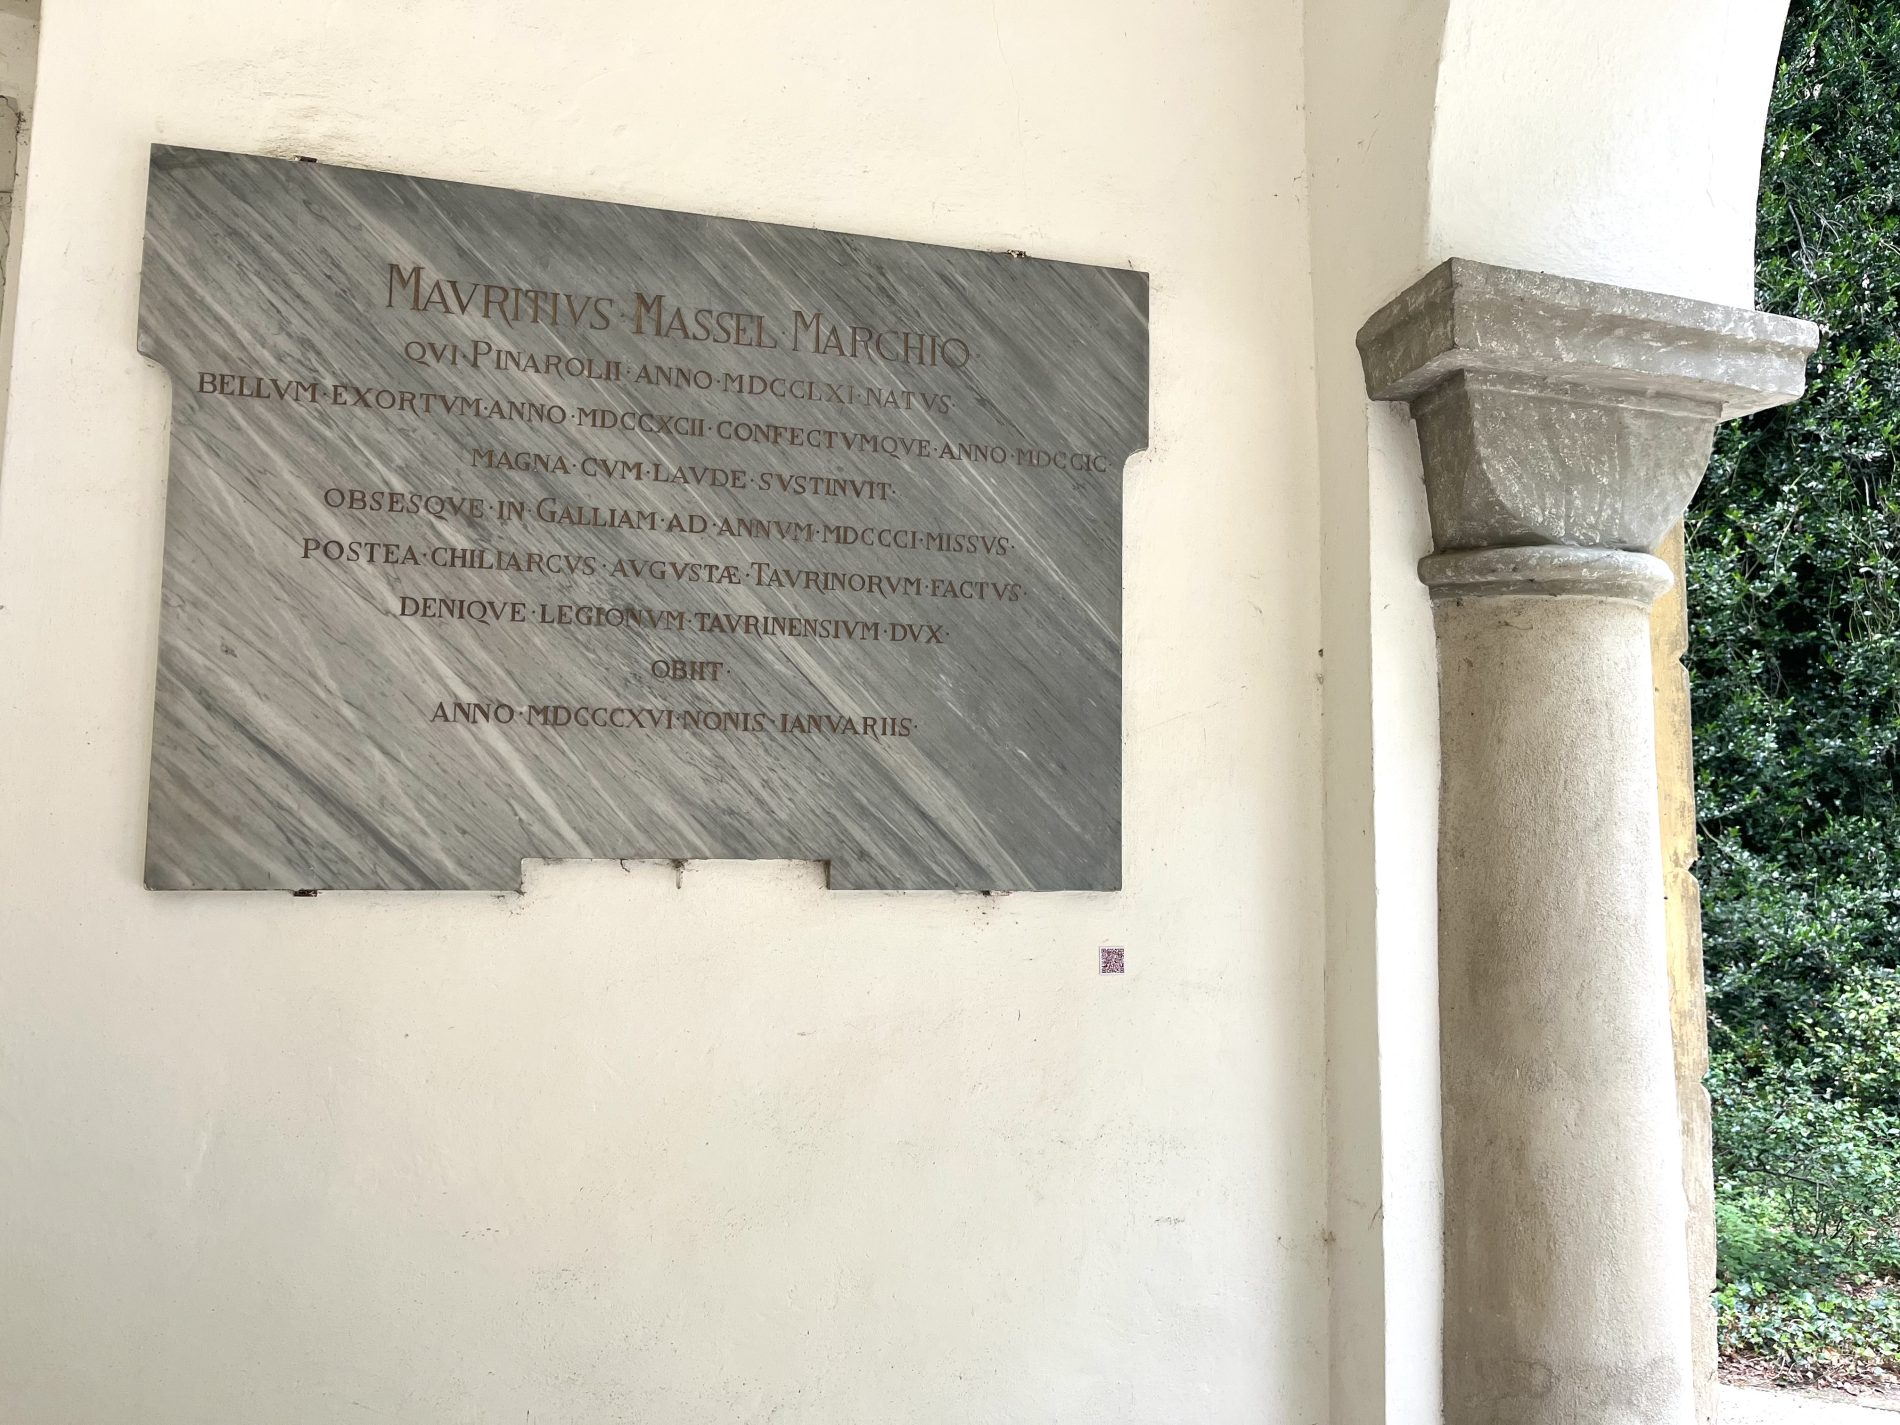 MAVRITIVS·MASSEL·MARCHIO·
QVI·PINAROLII·ANNO·MDCCLXI·NATVS·
BELLVM·EXORTVM·ANNO·MDCCXCII·CONFECTVMQVE·ANNO·MDCCIC·
MAGNA·CVM·LAVDE·SVSTINVIT·
OBSESQVE·IN·GALLIAM·AD·ANNVM·MDCCCI·MISSVS·
POSTEA·CHILIARCVS·AVGVSTÆ·TAVRINORVM·FACTVS·
DENIQVE·LEGIONVM·TAVRINENSIVM·DVX·
OBIIT·
ANNO·MDCCCXVI·NONIS·IANVARIIS·